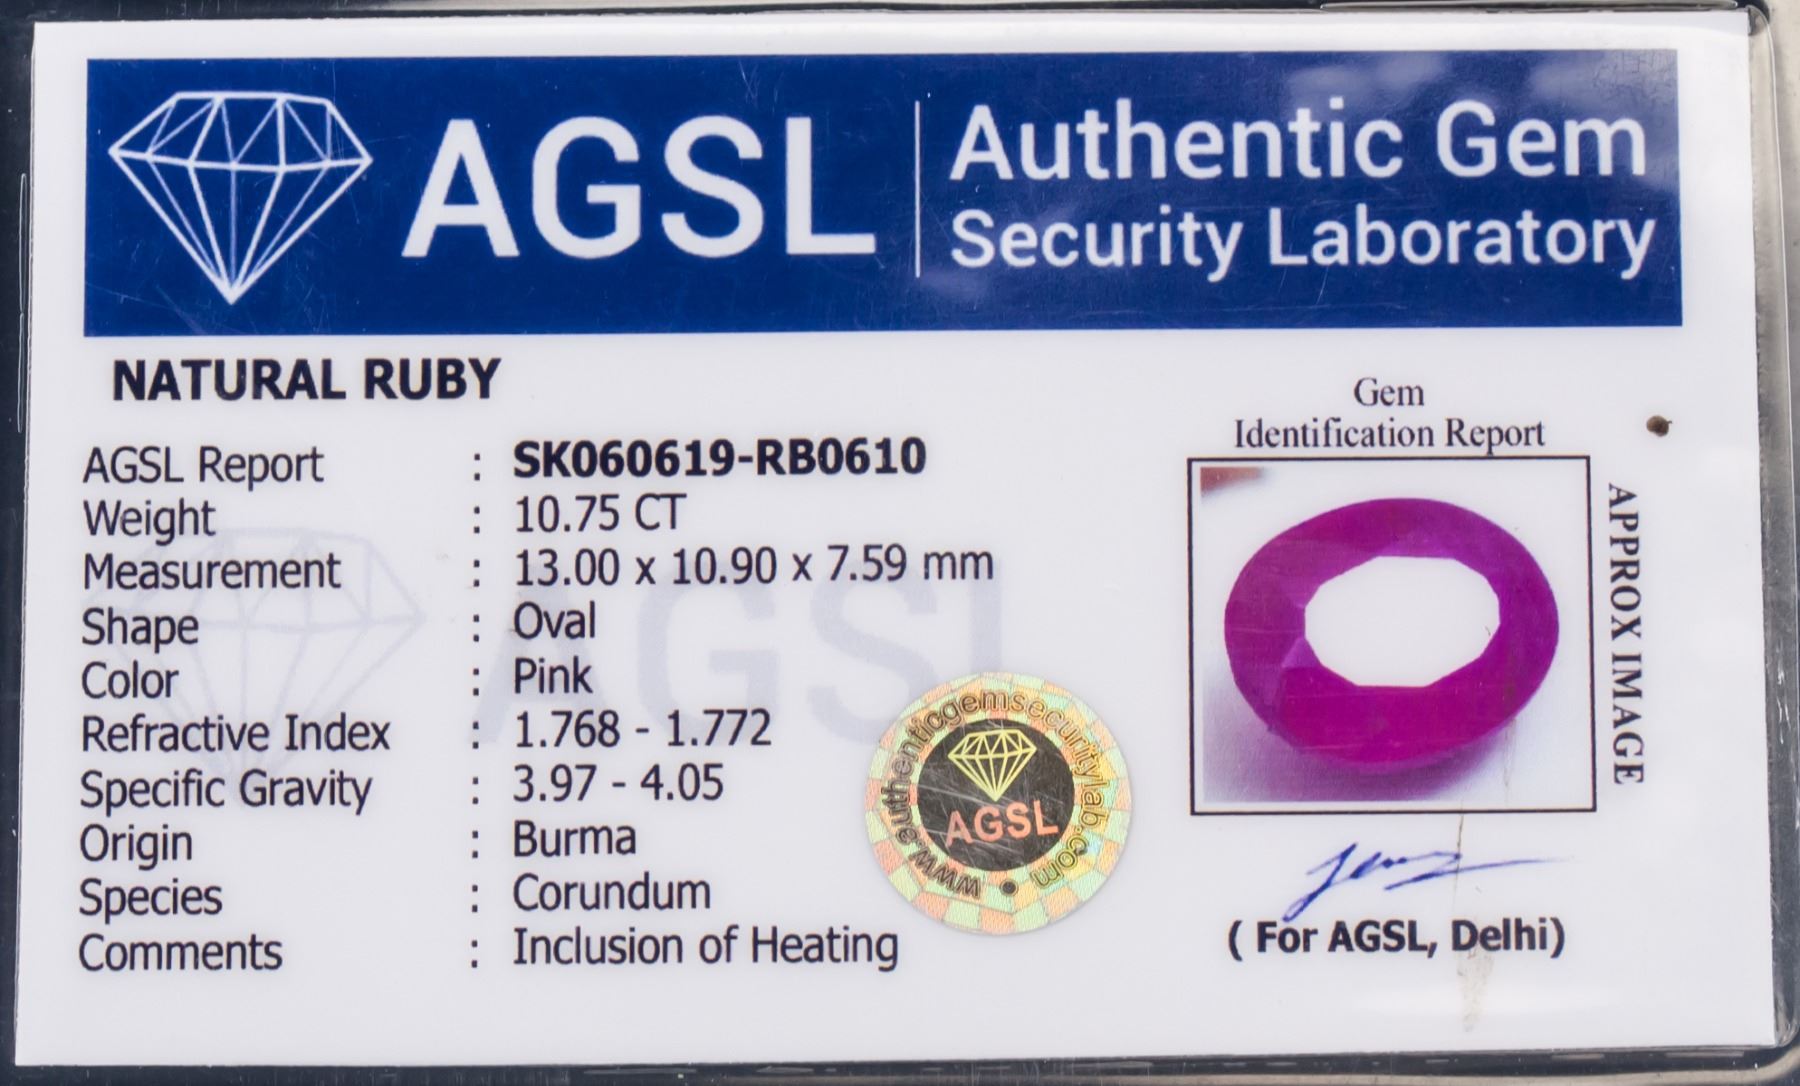 AGSL
Authentic Gem
Security Laboratory
NATURAL RUBY
AGSL Report : SK060619-RB0610
Weight : 10.75 CT
Measurement : 13.00 x 10.90 x 7.59 mm
Shape : Oval
Color : Pink
Refractive Index : 1.768 - 1.772
Specific Gravity : 3.97 - 4.05
Origin : Burma
Species : Corundum
Comments : Inclusion of Heating
AGSL
www.authenticgemsecuritylab.com
AGSL
Gem
Identification Report
APPROX IMAGE
( For AGSL, Delhi)